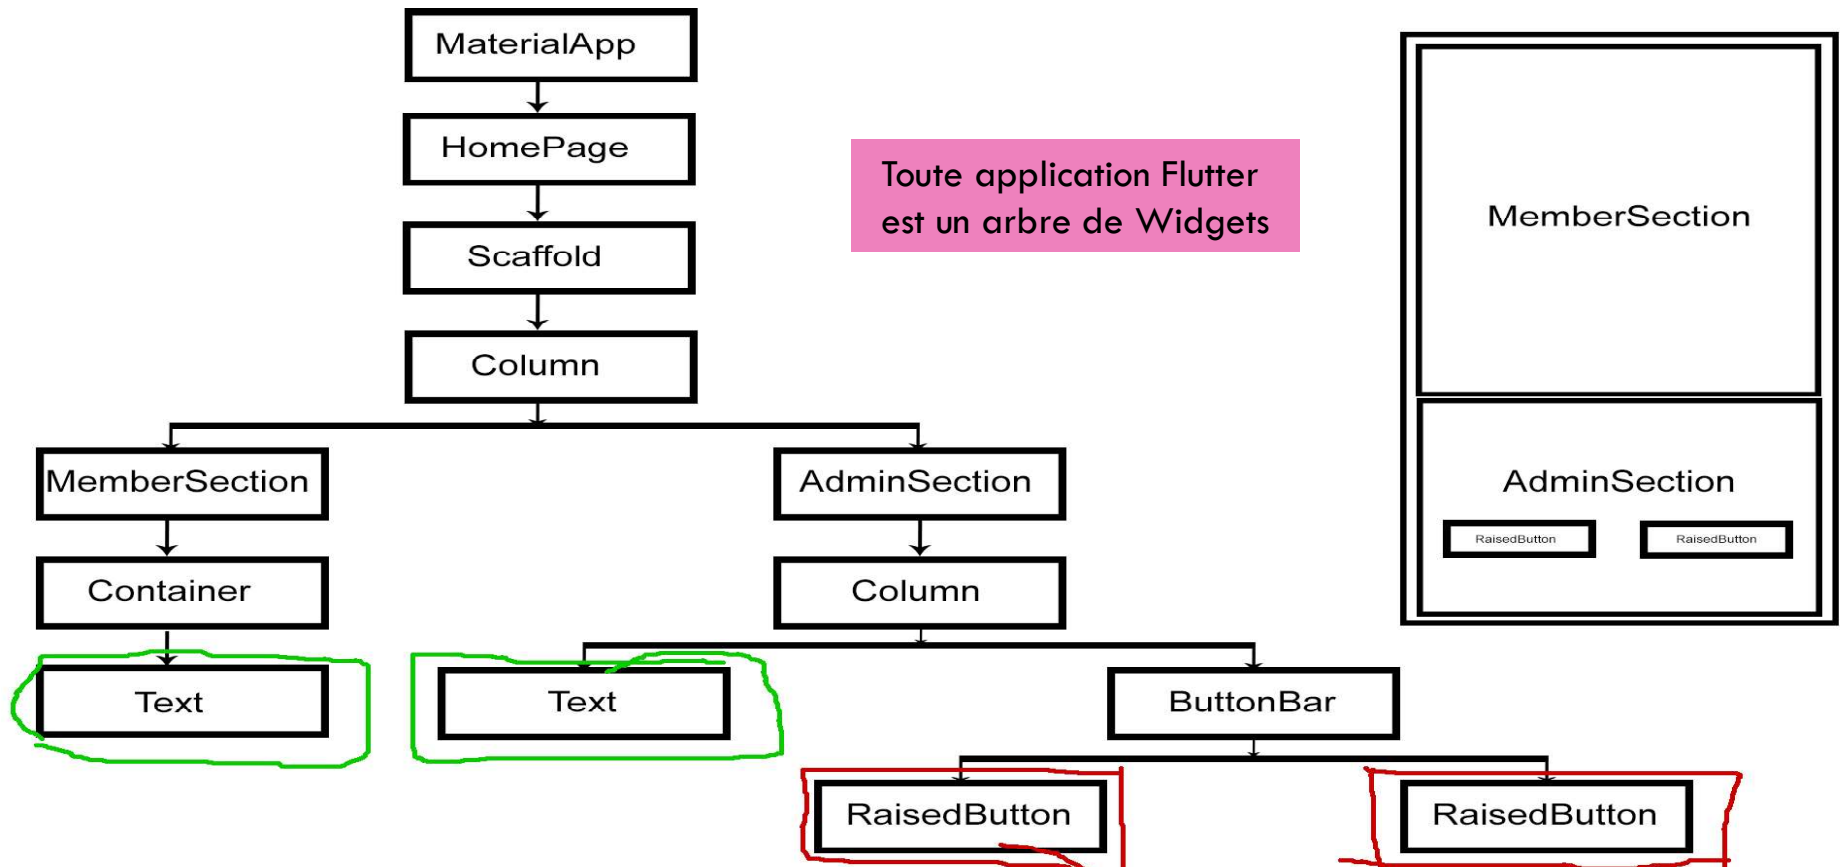 MaterialApp
HomePage
Toute application Flutter
est un arbre de Widgets
Scaffold
Column
MemberSection
AdminSection
Container
Column
Text
Text
ButtonBar
RaisedButton
RaisedButton
MemberSection
AdminSection
RaisedButton
RaisedButton